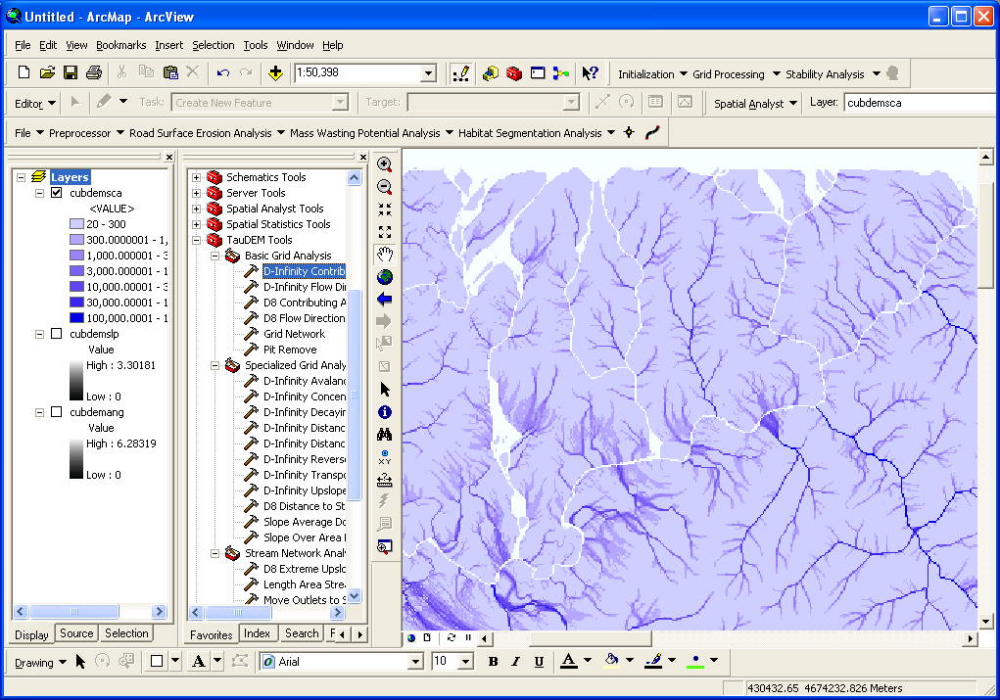 Untitled - ArcMap - ArcView
File Edit View Bookmarks Insert Selection Tools Window Help
1:50,398 Initialization Grid Processing Stability Analysis
Editor Task: Create New Feature Target: Spatial Analyst Layer: cubdemsca
File Preprocessor Road Surface Erosion Analysis Mass Wasting Potential Analysis Habitat Segmentation Analysis
Layers
cubdemsca
<VALUE>
20 - 300
300.0000001 - 1,
1,000.000001 - 3
3,000.000001 - 1
10,000.00001 - 3
30,000.00001 - 1
100,000.0001 - 1
cubdemslp
Value
High : 3.30181
Low : 0
cubdemang
Value
High : 6.28319
Low : 0
Display Source Selection
Schematics Tools
Server Tools
Spatial Analyst Tools
Spatial Statistics Tools
TauDEM Tools
Basic Grid Analysis
D-Infinity Contrib
D-Infinity Flow Di
D8 Contributing A
D8 Flow Direction
Grid Network
Pit Remove
Specialized Grid Analy
D-Infinity Avalan
D-Infinity Concen
D-Infinity Decayin
D-Infinity Distanc
D-Infinity Distanc
D-Infinity Revers
D-Infinity Transpo
D-Infinity Upslope
D8 Distance to St
Slope Average Do
Slope Over Area
Stream Network Anal
D8 Extreme Upslo
Length Area Strea
Move Outlets to S
Favorites Index Search F
X Y
Drawing A Arial 10 B I U A
430432.65 4674232.826 Meters